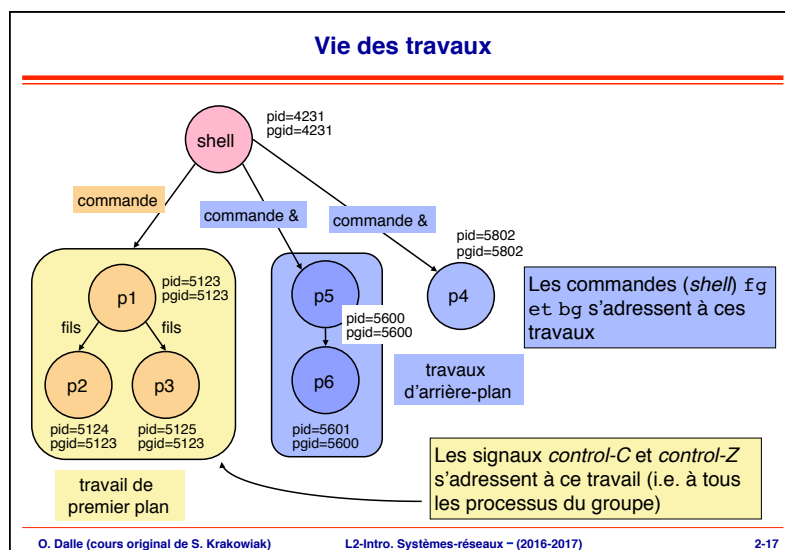 Vie des travaux
shell
pid=4231
pgid=4231
commande
commande &
commande &
pid=5802
pgid=5802
p1
pid=5123
pgid=5123
fils
fils
p2
p3
pid=5124
pgid=5123
pid=5125
pgid=5123
travail de
premier plan
p5
pid=5600
pgid=5600
p6
pid=5601
pgid=5600
p4
travaux
d'arrière-plan
Les commandes (shell) fg
et bg s'adressent à ces
travaux
Les signaux control-C et control-Z
s'adressent à ce travail (i.e. à tous
les processus du groupe)
O. Dalle (cours original de S. Krakowiak)
L2-Intro. Systèmes-réseaux – (2016-2017)
2-17